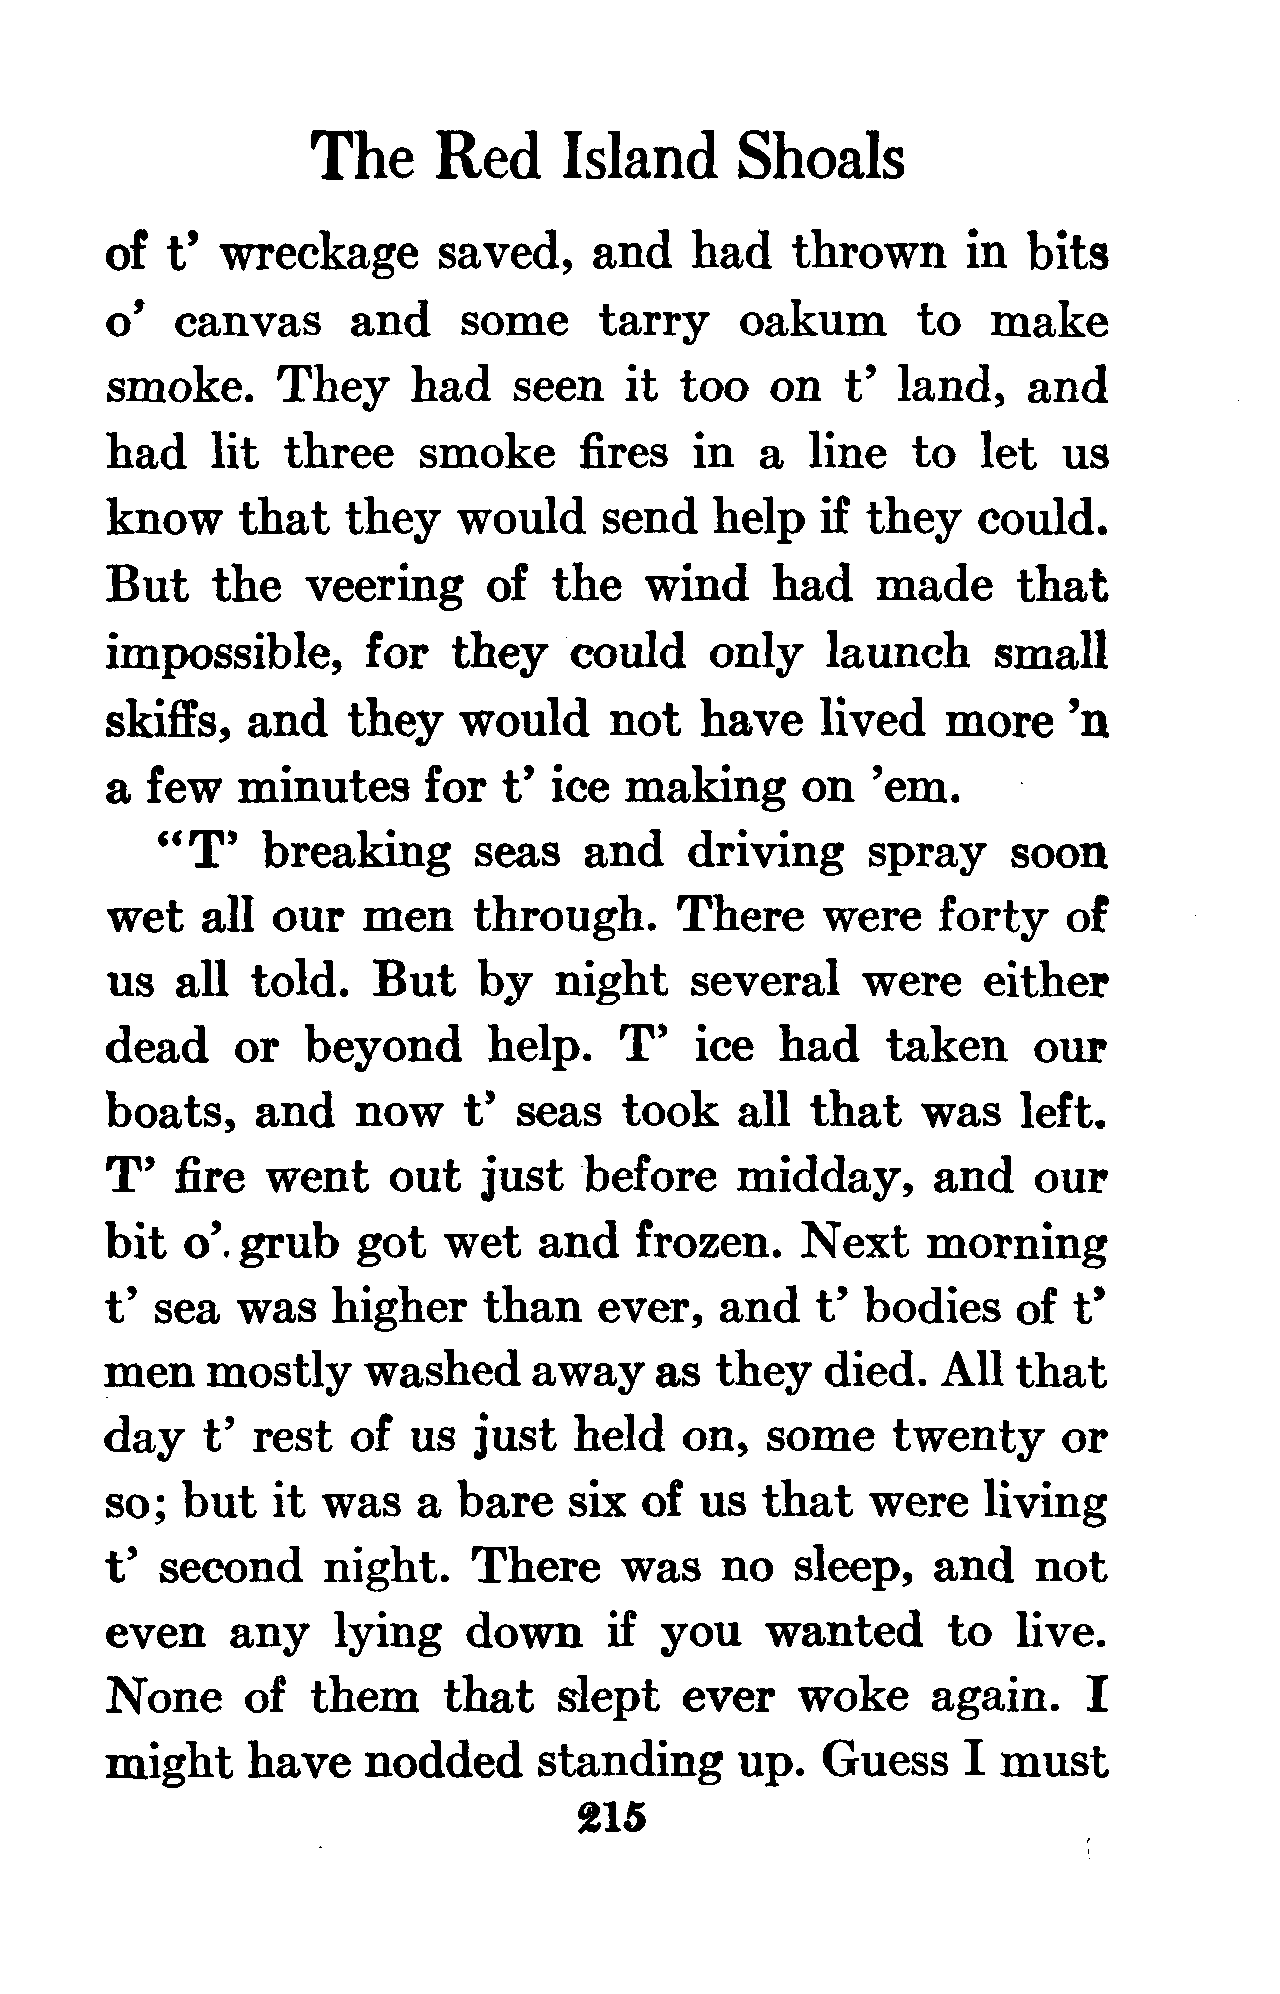 The Red Island Shoals
of t' wreckage saved, and had thrown in bits
o' canvas and some tarry oakum to make
smoke. They had seen it too on t' land, and
had lit three smoke fires in a line to let us
know that they would send help if they could.
But the veering of the wind had made that
impossible, for they could only launch small
skiffs, and they would not have lived more 'n
a few minutes for t' ice making on 'em.
"T' breaking seas and driving spray soon
wet all our men through. There were forty of
us all told. But by night several were either
dead or beyond help. T' ice had taken our
boats, and now t' seas took all that was left.
T' fire went out just before midday, and our
bit o'. grub got wet and frozen. Next morning
t' sea was higher than ever, and t' bodies of t'
men mostly washed away as they died. All that
day t' rest of us just held on, some twenty or
so; but it was a bare six of us that were living
t' second night. There was no sleep, and not
even any lying down if you wanted to live.
None of them that slept ever woke again. I
might have nodded standing up. Guess I must
215